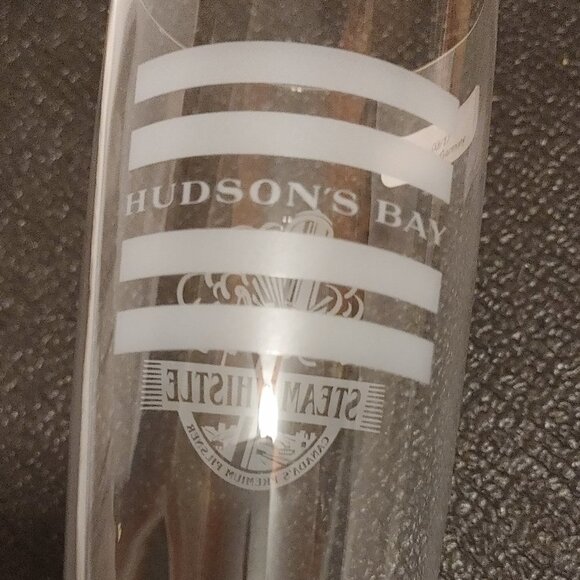 HUDSON'S BAY
STEAM WHISTLE
CANADA'S PREMIUM PILSNER